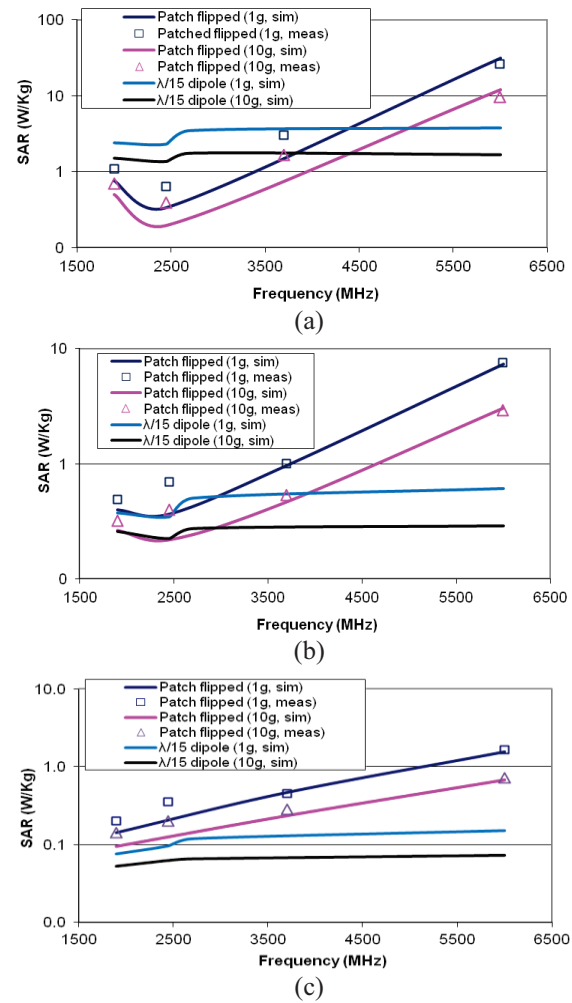 100
10
1
0
SAR (W/Kg)
Patch flipped (1g, sim)
Patched flipped (1g, meas)
Patch flipped (10g, sim)
Patch flipped (10g, meas)
λ/15 dipole (1g, sim)
λ/15 dipole (10g, sim)
1500 2500 3500 4500 5500 6500
Frequency (MHz)
(a)
10
1
0
SAR (W/Kg)
Patch flipped (1g, sim)
Patch flipped (1g, meas)
Patch flipped (10g, sim)
Patch flipped (10g, meas)
λ/15 dipole (1g, sim)
λ/15 dipole (10g, sim)
1500 2500 3500 4500 5500 6500
Frequency (MHz)
(b)
10.0
1.0
0.1
0.0
SAR (W/Kg)
Patch flipped (1g, sim)
Patch flipped (1g, meas)
Patch flipped (10g, sim)
Patch flipped (10g, meas)
λ/15 dipole (1g, sim)
λ/15 dipole (10g, sim)
1500 2500 3500 4500 5500 6500
Frequency (MHz)
(c)